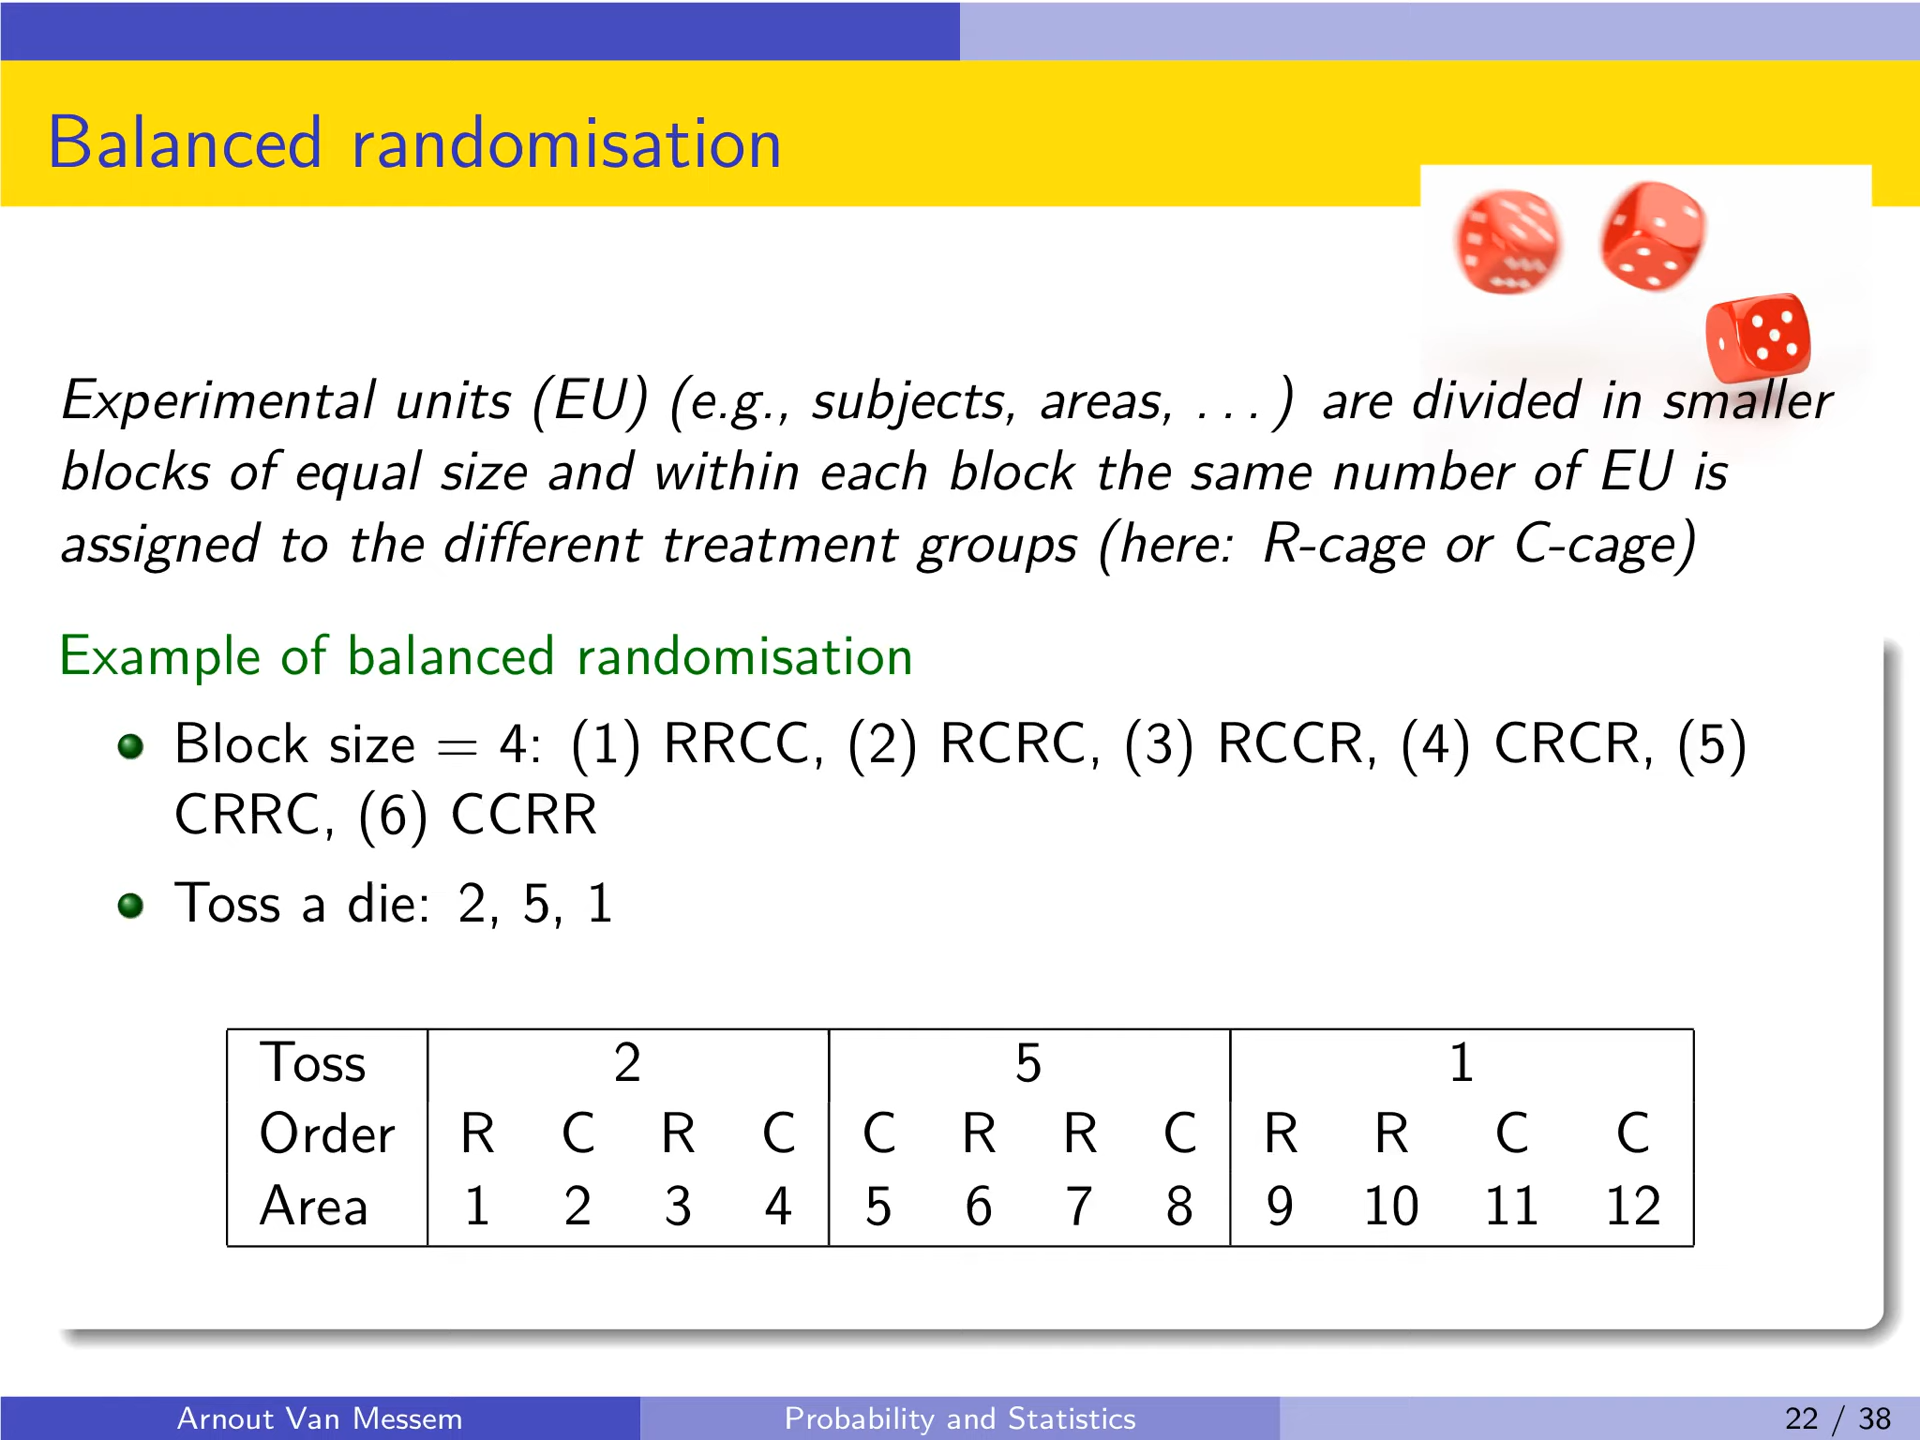 Balanced randomisation
Experimental units (EU) (e.g., subjects, areas, . . . ) are divided in smaller
blocks of equal size and within each block the same number of EU is
assigned to the different treatment groups (here: R-cage or C-cage)
Example of balanced randomisation
Block size = 4: (1) RRCC, (2) RCRC, (3) RCCR, (4) CRCR, (5)
CRRC, (6) CCRR
Toss a die: 2, 5, 1
Toss 2 5 1
Order R C R C C R R C R R C C
Area 1 2 3 4 5 6 7 8 9 10 11 12
Arnout Van Messem Probability and Statistics 22 / 38